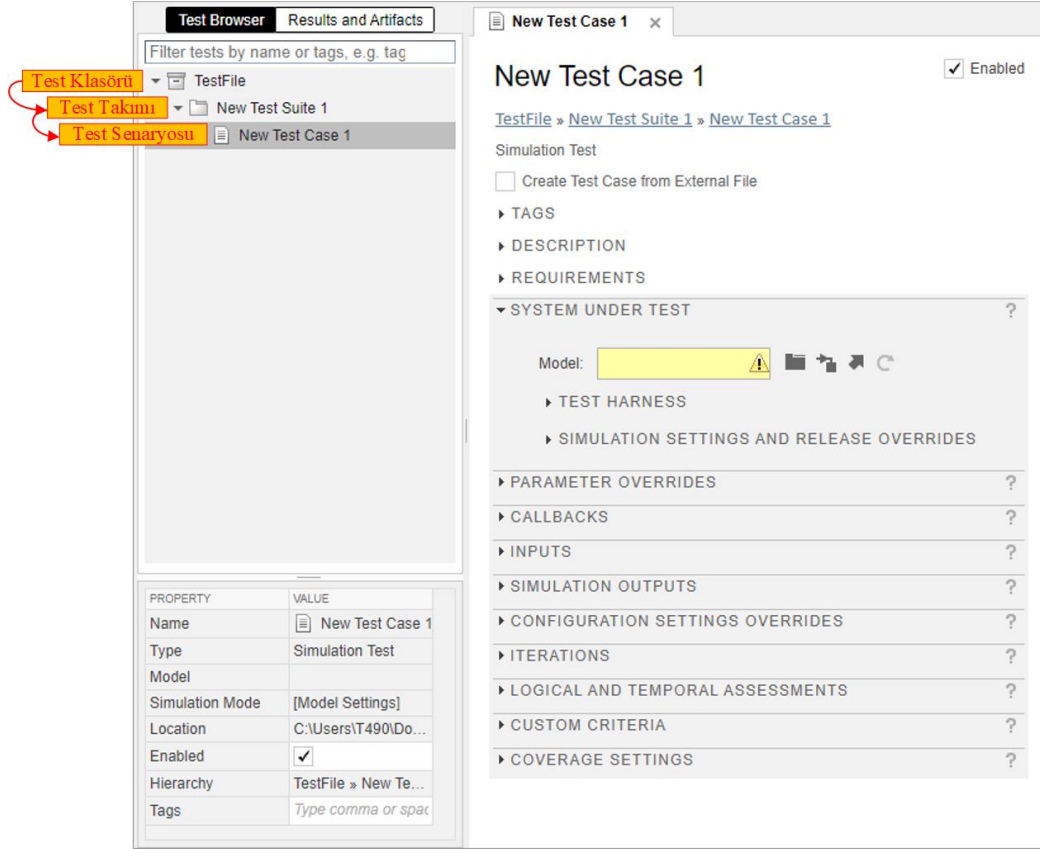 Test Browser Results and Artifacts
Filter tests by name or tags, e.g. tag
Test Klasörü
TestFile
Test Takımı
New Test Suite 1
Test Senaryosu
New Test Case 1
PROPERTY VALUE
Name New Test Case 1
Type Simulation Test
Model
Simulation Mode [Model Settings]
Location C:\Users\T490\Do...
Enabled
Hierarchy TestFile » New Te...
Tags Type comma or spac
New Test Case 1 ×
New Test Case 1
Enabled
TestFile » New Test Suite 1 » New Test Case 1
Simulation Test
Create Test Case from External File
TAGS
DESCRIPTION
REQUIREMENTS
SYSTEM UNDER TEST ?
Model:
TEST HARNESS
SIMULATION SETTINGS AND RELEASE OVERRIDES
PARAMETER OVERRIDES ?
CALLBACKS ?
INPUTS ?
SIMULATION OUTPUTS ?
CONFIGURATION SETTINGS OVERRIDES ?
ITERATIONS ?
LOGICAL AND TEMPORAL ASSESSMENTS ?
CUSTOM CRITERIA ?
COVERAGE SETTINGS ?